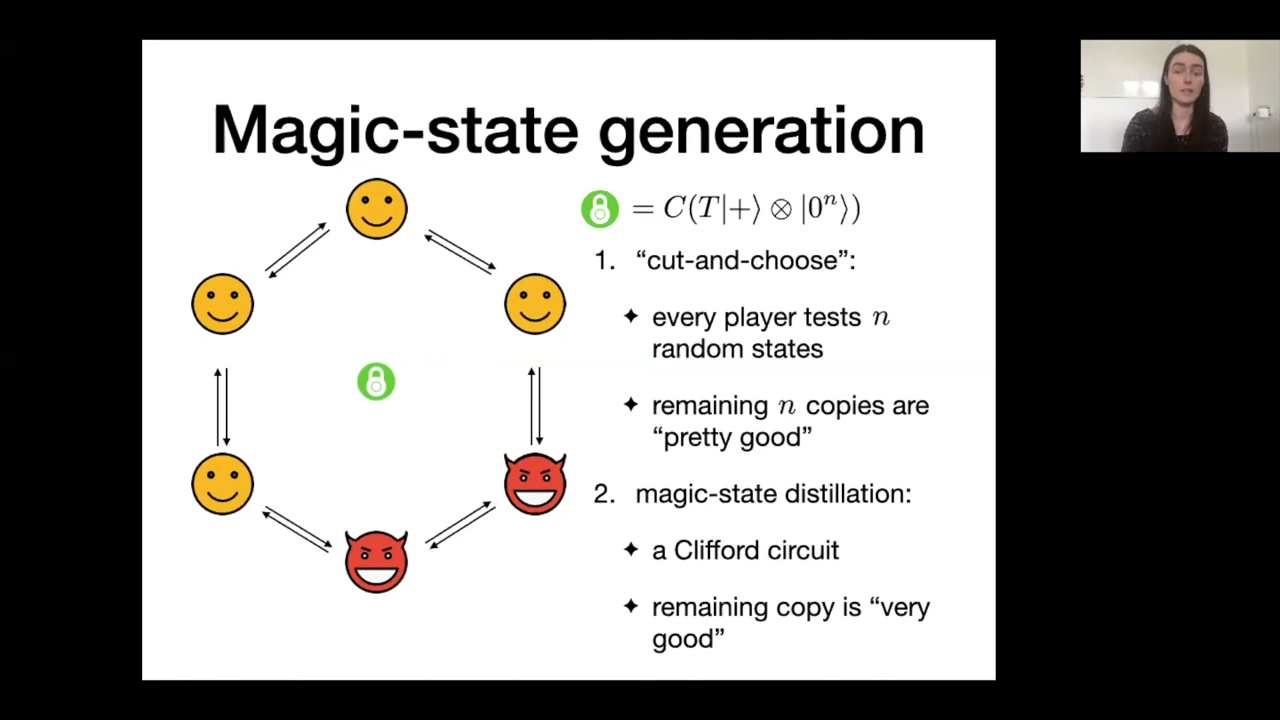 Magic-state generation
= C(T|+⟩ ⊗ |0ⁿ⟩)
1. “cut-and-choose”:
✦ every player tests n
random states
✦ remaining n copies are
“pretty good”
2. magic-state distillation:
✦ a Clifford circuit
✦ remaining copy is “very
good”